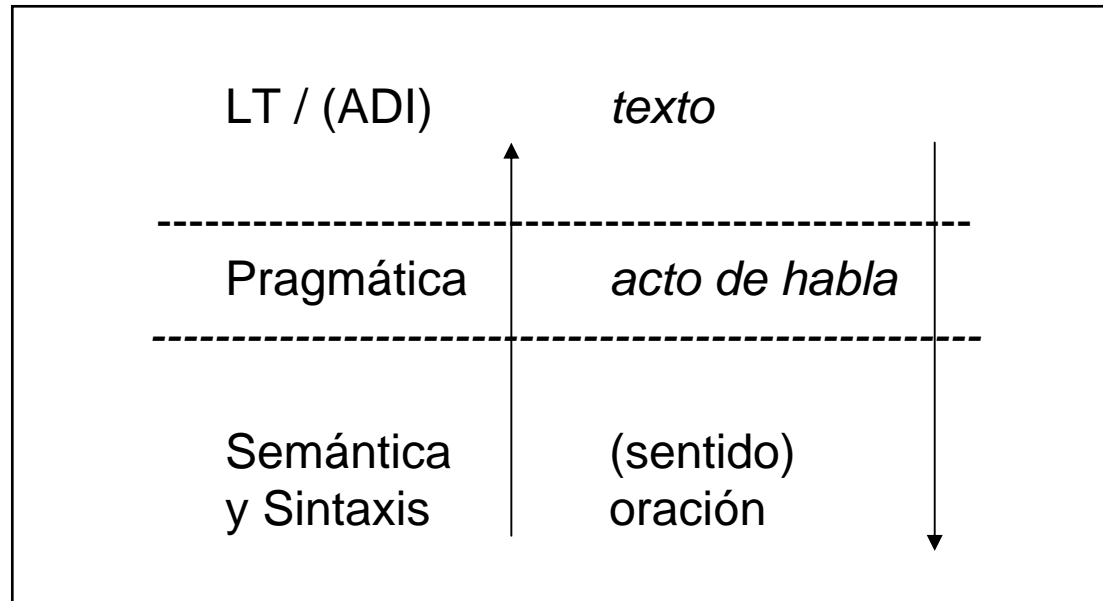 LT / (ADI) texto
Pragmática acto de habla
Semántica (sentido)
y Sintaxis oración